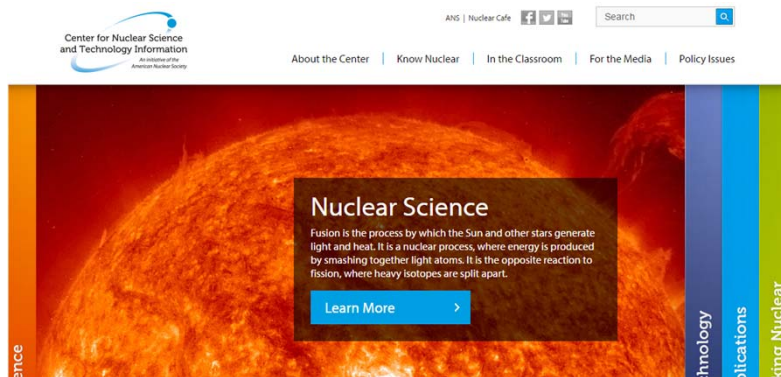 ANS | Nuclear Cafe
Search
Center for Nuclear Science
and Technology Information
An initiative of the
American Nuclear Society
About the Center | Know Nuclear | In the Classroom | For the Media | Policy Issues
Nuclear Science
Fusion is the process by which the Sun and other stars generate
light and heat. It is a nuclear process, where energy is produced
by smashing together light atoms. It is the opposite reaction to
fission, where heavy isotopes are split apart.
Learn More
Nuclear